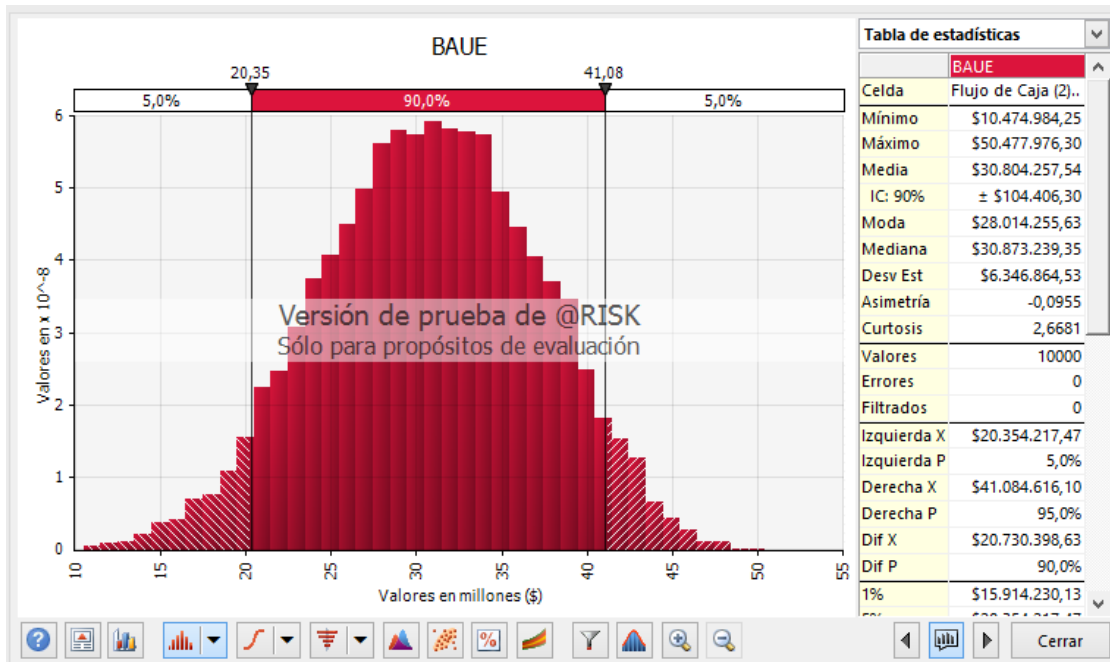 BAUE
20,35 41,08
5,0% 90,0% 5,0%
Valores en x 10^-8
6
5
4
3
2
1
0
10 15 20 25 30 35 40 45 50 55
Valores en millones ($)
Versión de prueba de @RISK
Sólo para propósitos de evaluación
Tabla de estadísticas
BAUE
Celda Flujo de Caja (2)..
Mínimo $10.474.984,25
Máximo $50.477.976,30
Media $30.804.257,54
IC: 90% ± $104.406,30
Moda $28.014.255,63
Mediana $30.873.239,35
Desv Est $6.346.864,53
Asimetría -0,0955
Curtosis 2,6681
Valores 10000
Errores 0
Filtrados 0
Izquierda X $20.354.217,47
Izquierda P 5,0%
Derecha X $41.084.616,10
Derecha P 95,0%
Dif X $20.730.398,63
Dif P 90,0%
1% $15.914.230,13
Cerrar